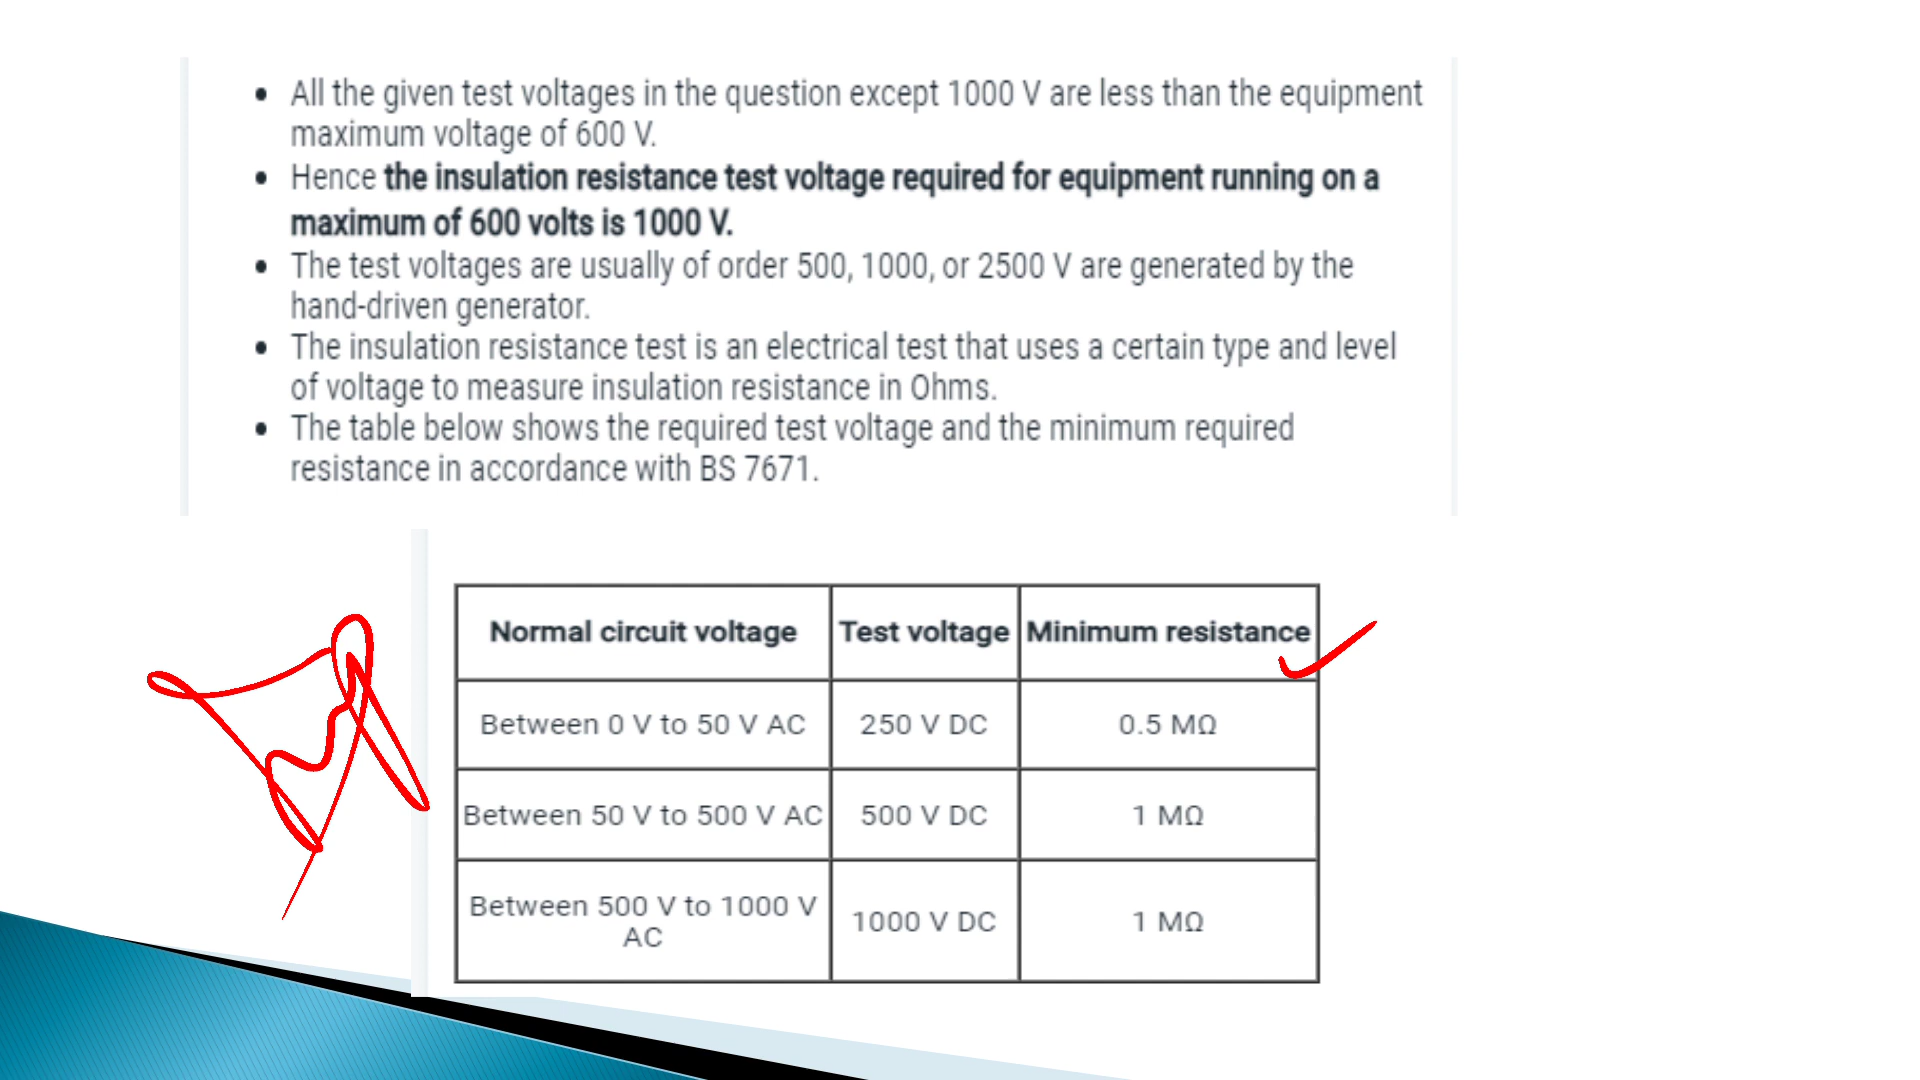 • All the given test voltages in the question except 1000 V are less than the equipment
maximum voltage of 600 V.
• Hence the insulation resistance test voltage required for equipment running on a
maximum of 600 volts is 1000 V.
• The test voltages are usually of order 500, 1000, or 2500 V are generated by the
hand-driven generator.
• The insulation resistance test is an electrical test that uses a certain type and level
of voltage to measure insulation resistance in Ohms.
• The table below shows the required test voltage and the minimum required
resistance in accordance with BS 7671.
Normal circuit voltage Test voltage Minimum resistance
Between 0 V to 50 V AC 250 V DC 0.5 MΩ
Between 50 V to 500 V AC 500 V DC 1 MΩ
Between 500 V to 1000 V
AC 1000 V DC 1 MΩ